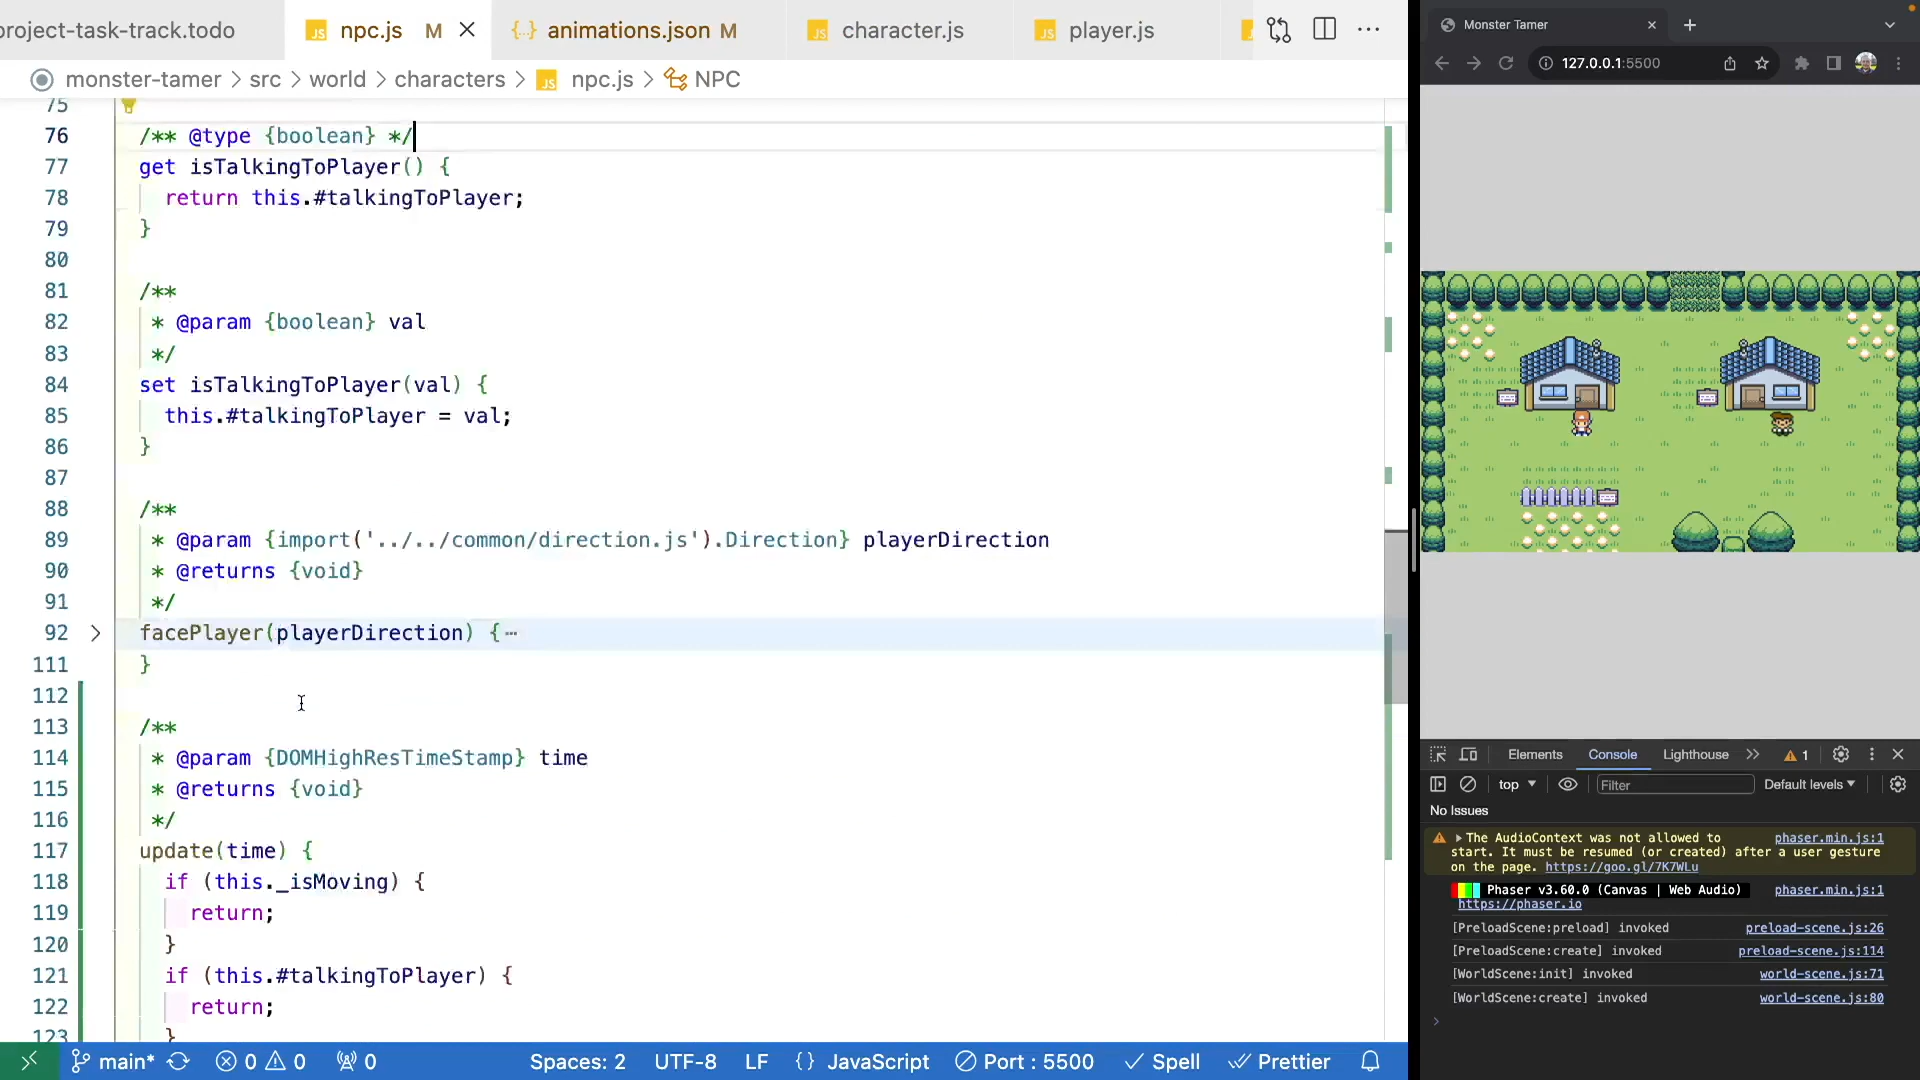 project-task-track.todo
npc.js M
animations.json M
character.js
player.js
monster-tamer > src > world > characters > npc.js > NPC
75
76 /** @type {boolean} */
77 get isTalkingToPlayer() {
78 return this.#talkingToPlayer;
79 }
80
81 /**
82 * @param {boolean} val
83 */
84 set isTalkingToPlayer(val) {
85 this.#talkingToPlayer = val;
86 }
87
88 /**
89 * @param {import('../../common/direction.js').Direction} playerDirection
90 * @returns {void}
91 */
92 facePlayer(playerDirection) {⋯
111 }
112
113 /**
114 * @param {DOMHighResTimeStamp} time
115 * @returns {void}
116 */
117 update(time) {
118 if (this._isMoving) {
119 return;
120 }
121 if (this.#talkingToPlayer) {
122 return;
123 }
main* 0 0 0 Spaces: 2 UTF-8 LF {} JavaScript Port : 5500 Spell Prettier
Monster Tamer
127.0.0.1:5500
Elements Console Lighthouse 1
top Filter Default levels
No Issues
The AudioContext was not allowed to phaser.min.js:1
start. It must be resumed (or created) after a user gesture
on the page. https://goo.gl/7K7WLu
Phaser v3.60.0 (Canvas | Web Audio) phaser.min.js:1
https://phaser.io
[PreloadScene:preload] invoked preload-scene.js:26
[PreloadScene:create] invoked preload-scene.js:114
[WorldScene:init] invoked world-scene.js:71
[WorldScene:create] invoked world-scene.js:80